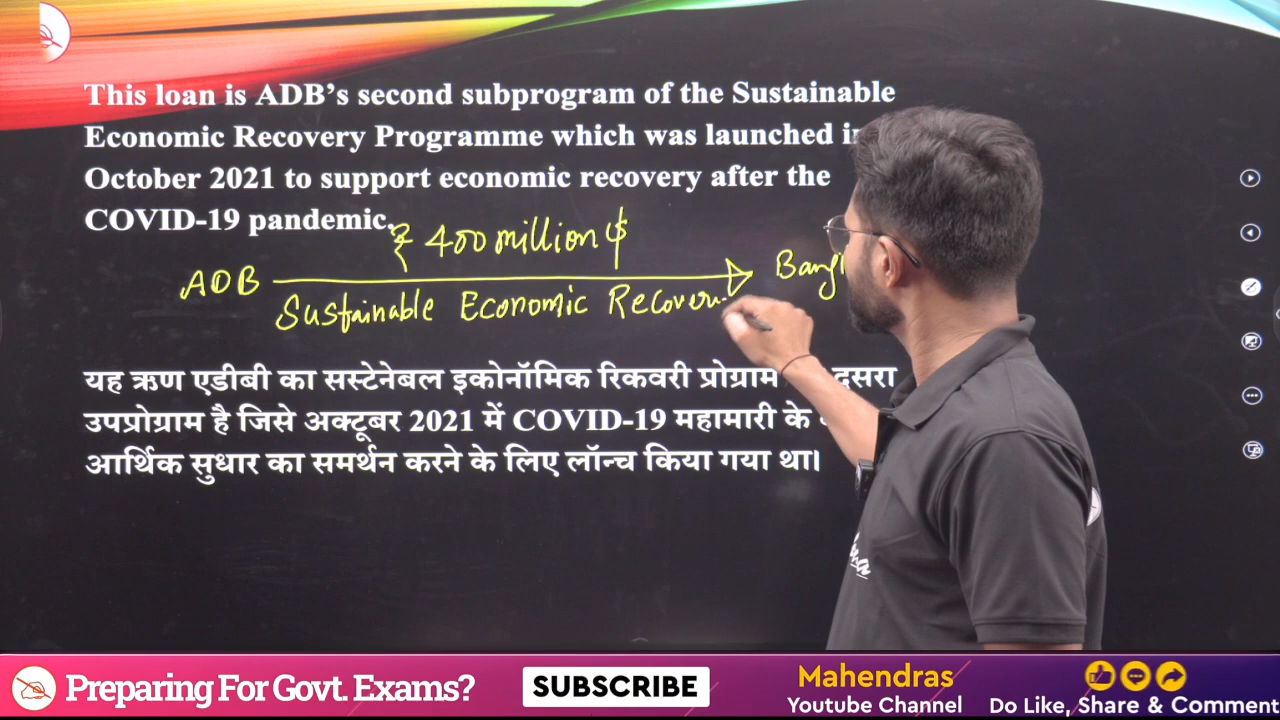 This loan is ADB's second subprogram of the Sustainable
Economic Recovery Programme which was launched in
October 2021 to support economic recovery after the
COVID-19 pandemic.
₹ 400 million $
ADB
Sustainable Economic Recovery
यह ऋण एडीबी का सस्टेनेबल इकोनॉमिक रिकवरी प्रोग्राम दूसरा
उपप्रोग्राम है जिसे अक्टूबर 2021 में COVID-19 महामारी के
आर्थिक सुधार का समर्थन करने के लिए लॉन्च किया गया था।
Preparing For Govt. Exams?
SUBSCRIBE
Mahendras
Youtube Channel
Do Like, Share & Comment